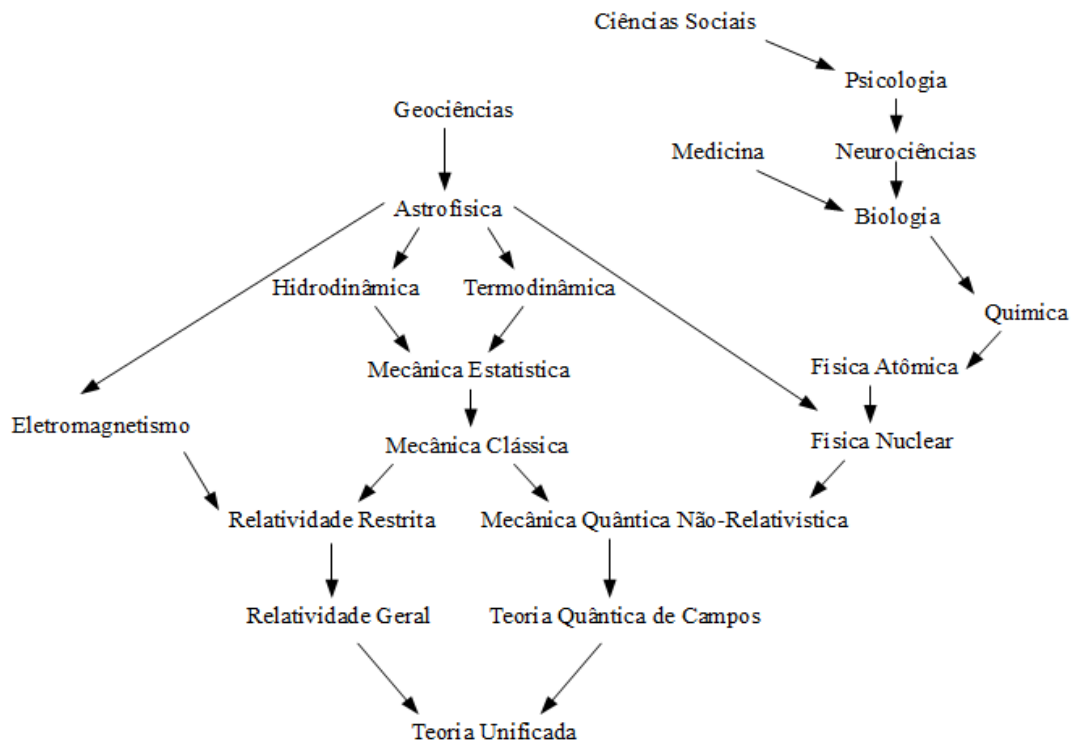 Ciências Sociais
Psicologia
Geociências
Medicina
Neurociências
Astrofísica
Biologia
Hidrodinâmica
Termodinâmica
Química
Mecânica Estatística
Física Atômica
Eletromagnetismo
Mecânica Clássica
Física Nuclear
Relatividade Restrita
Mecânica Quântica Não-Relativística
Relatividade Geral
Teoria Quântica de Campos
Teoria Unificada